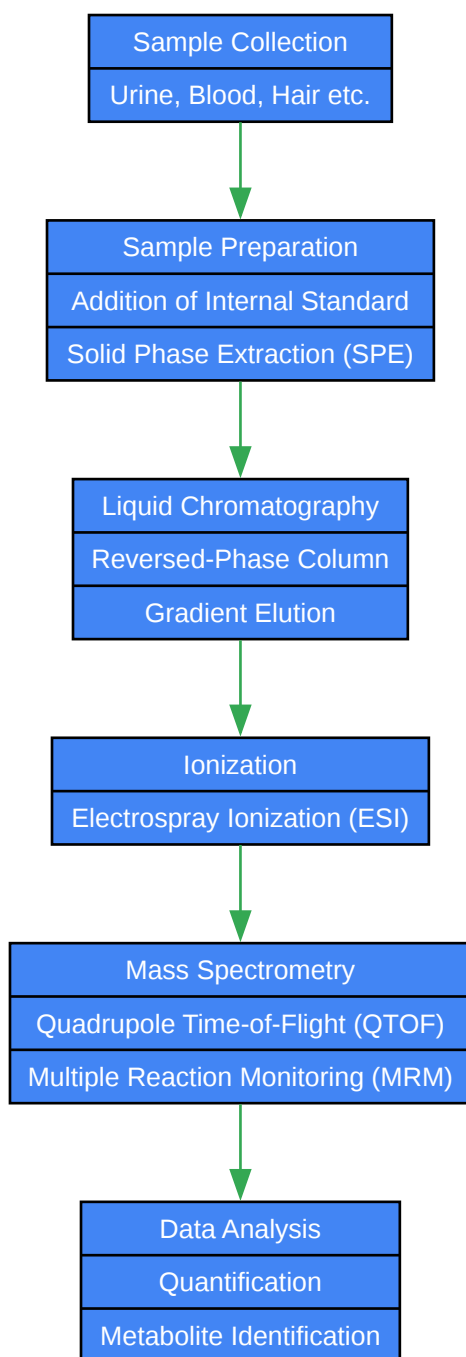 Sample Collection
Urine, Blood, Hair etc.
Sample Preparation
Addition of Internal Standard
Solid Phase Extraction (SPE)
Liquid Chromatography
Reversed-Phase Column
Gradient Elution
Ionization
Electrospray Ionization (ESI)
Mass Spectrometry
Quadrupole Time-of-Flight (QTOF)
Multiple Reaction Monitoring (MRM)
Data Analysis
Quantification
Metabolite Identification